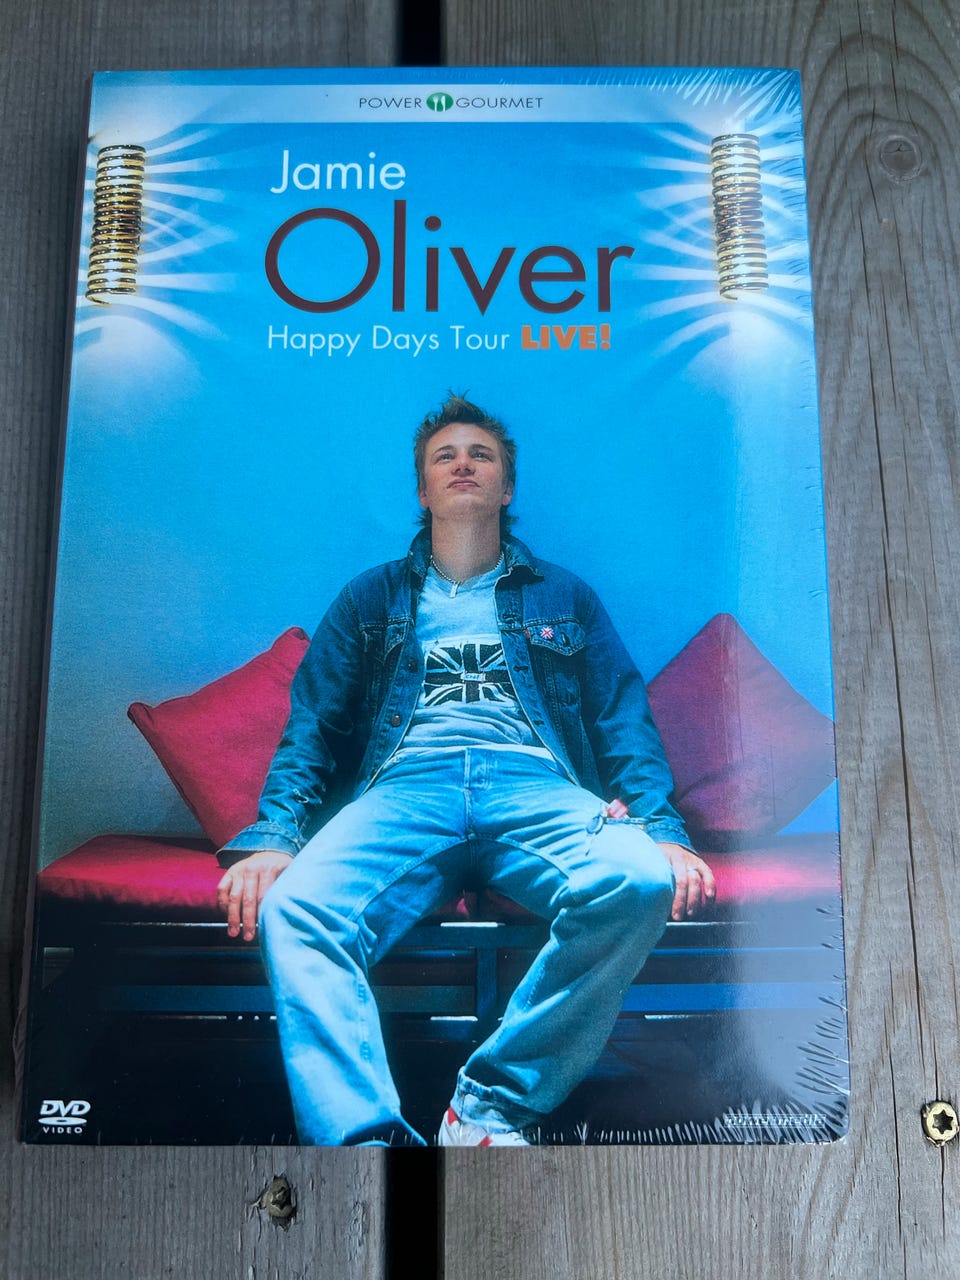 POWER GOURMET
Jamie
Oliver
Happy Days Tour LIVE!
DVD
VIDEO